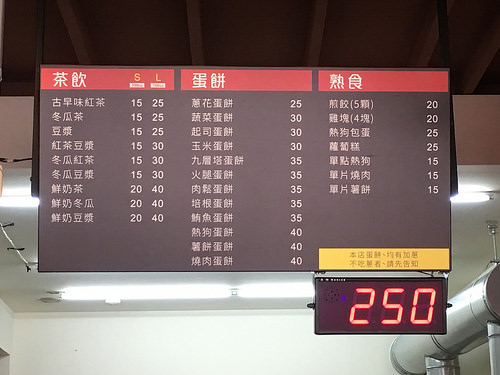 茶飲 S L
古早味紅茶 15 25
冬瓜茶 15 25
豆漿 15 25
紅茶豆漿 15 30
冬瓜紅茶 15 30
冬瓜豆漿 15 30
鮮奶茶 20 40
鮮奶冬瓜 20 40
鮮奶豆漿 20 40
蛋餅
蔥花蛋餅 25
蔬菜蛋餅 30
起司蛋餅 30
玉米蛋餅 30
九層塔蛋餅 35
火腿蛋餅 35
肉鬆蛋餅 35
培根蛋餅 35
鮪魚蛋餅 35
熱狗蛋餅 40
薯餅蛋餅 40
燒肉蛋餅 40
熟食
煎餃(5顆) 20
雞塊(4塊) 20
熱狗包蛋 25
蘿蔔糕 25
單點熱狗 15
單片燒肉 15
單片薯餅 15
本店蛋餅、均有加蔥
不吃蔥者、請先告知
250